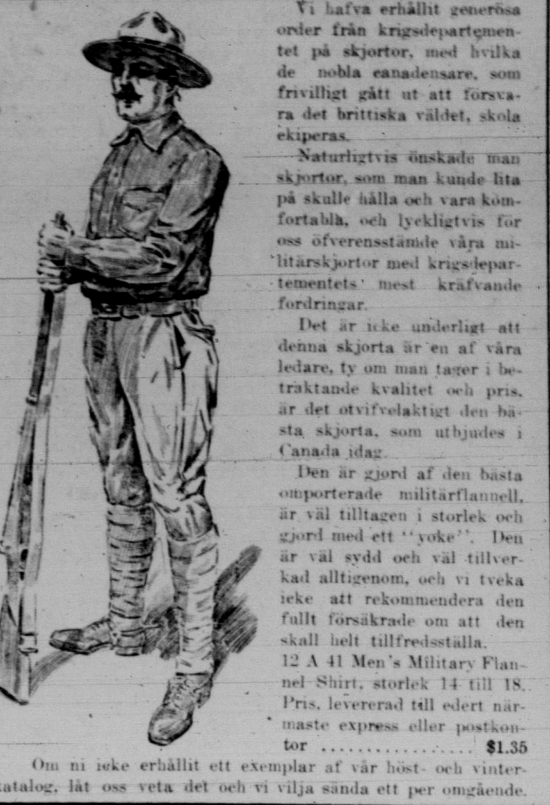 Vi hafva erhållit generösa
order från krigsdepartemen-
tet på skjortor, med hvilka
de nobla canadensare, som
frivilligt gått ut att försva-
ra det brittiska väldet, skola
ekiperas.
Naturligtvis önskade man
skjortor, som man kunde lita
på skulle hålla och vara kom-
fortabla, och lyckligtvis för
oss öfverensstämde våra mi-
litärskjortor med krigsdepar-
tementets mest kräfvande
fordringar.
Det är icke underligt att
denna skjorta är en af våra
ledare, ty om man tager i be-
traktande kvalitet och pris,
är det otvifvelaktigt den bä-
sta skjorta, som utbjudes i
Canada idag.
Den är gjord af den bästa
omporterade militärflannell,
är väl tilltagen i storlek och
gjord med ett "yoke". Den
är väl sydd och väl tillver-
kad alltigenom, och vi tveka
icke att rekommendera den
fullt försäkrade om att den
skall helt tillfredsställa.
12 A 41 Men's Military Flan-
nel Shirt, storlek 14 till 18.
Pris, levererad till edert när-
maste express eller postkon-
tor ................ $1.35
Om ni icke erhållit ett exemplar af vår höst- och vinter-
katalog, låt oss veta det och vi vilja sända ett per omgående.